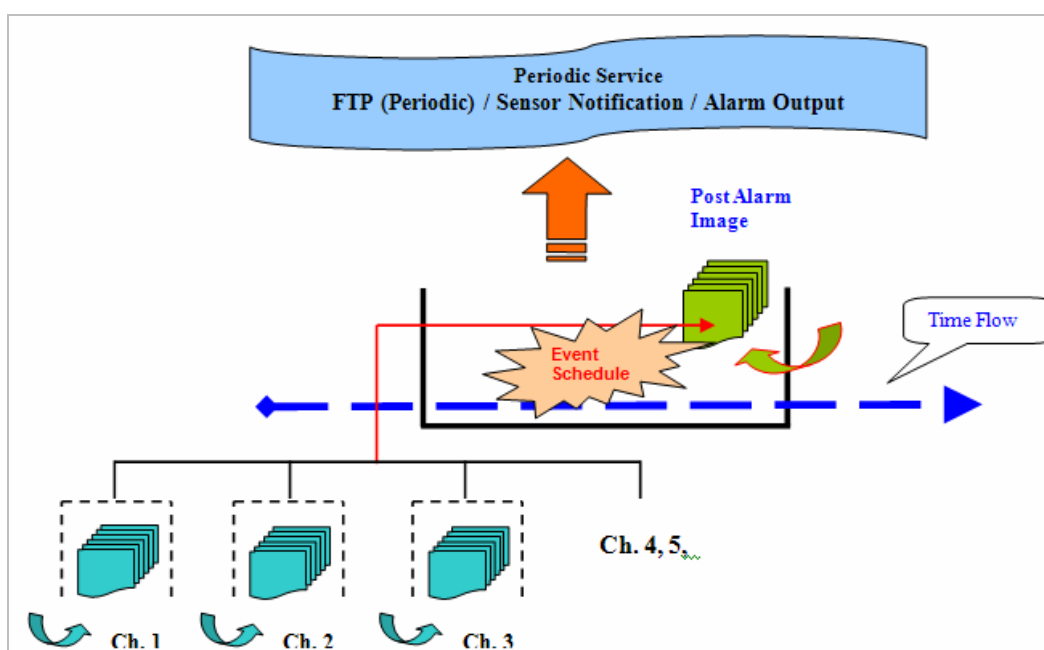 Periodic Service
FTP (Periodic) / Sensor Notification / Alarm Output
Post Alarm
Image
Time Flow
Event
Schedule
Ch. 4, 5,
Ch. 1
Ch. 2
Ch. 3